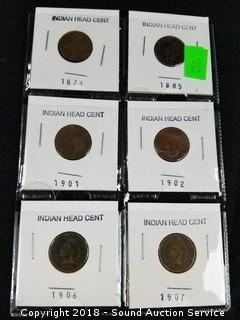 INDIAN HEAD CENT INDIAN HEAD CENT
1874 1885
INDIAN HEAD CENT INDIAN HEAD CENT
1901 1902
INDIAN HEAD CENT INDIAN HEAD CENT
1906 1907
Copyright 2018 - Sound Auction Service